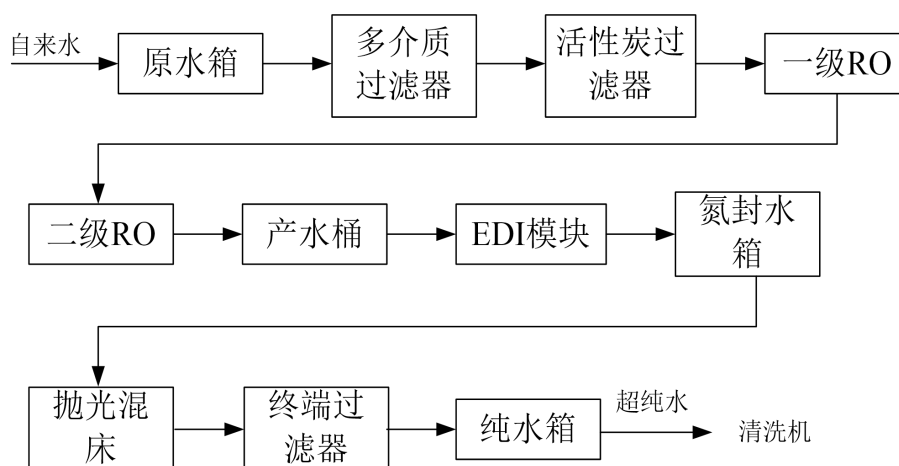 自来水
原水箱
多介质
过滤器
活性炭过
滤器
一级RO
二级RO
产水桶
EDI模块
氮封水
箱
抛光混
床
终端过
滤器
纯水箱
超纯水
清洗机